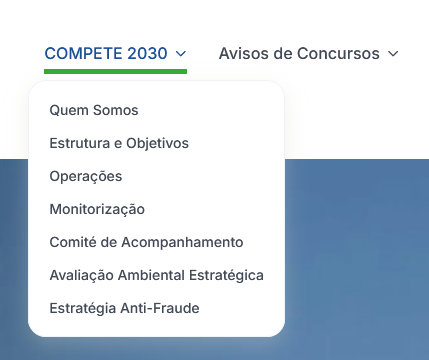 COMPETE 2030 Avisos de Concursos
Quem Somos
Estrutura e Objetivos
Operações
Monitorização
Comité de Acompanhamento
Avaliação Ambiental Estratégica
Estratégia Anti-Fraude